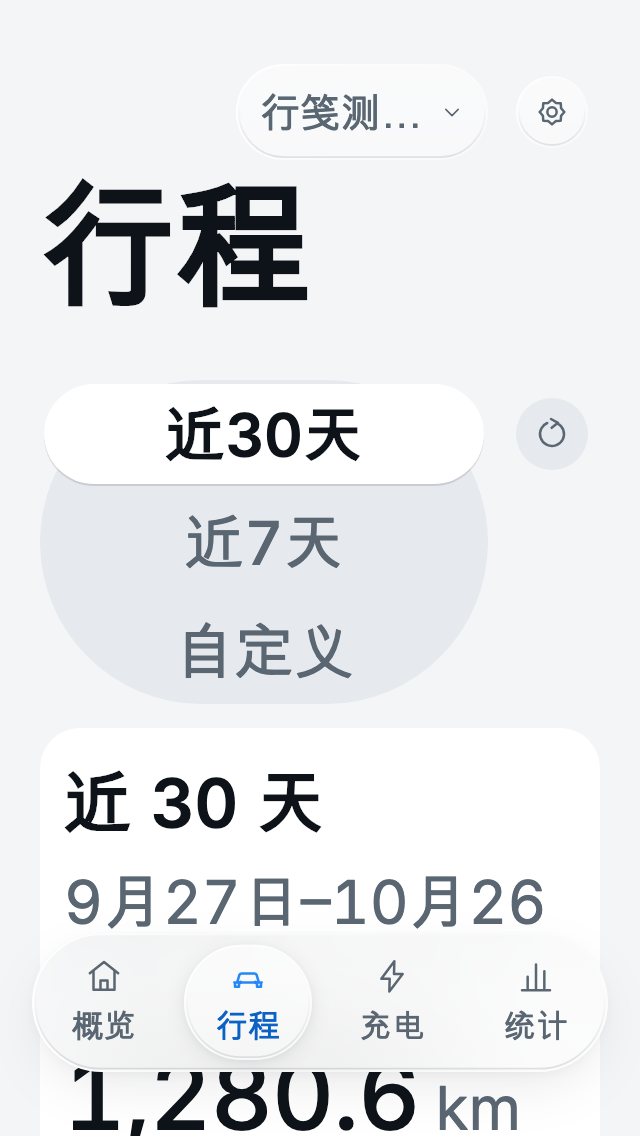 行笺测...
行程
近30天
近7天
自定义
近 30 天
9月27日–10月26
概览
行程
充电
统计
1,280.6 km